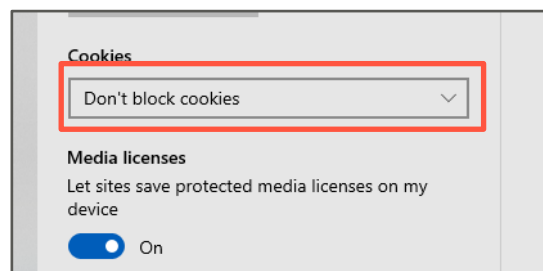 Cookies
Don't block cookies
Media licenses
Let sites save protected media licenses on my
device
On